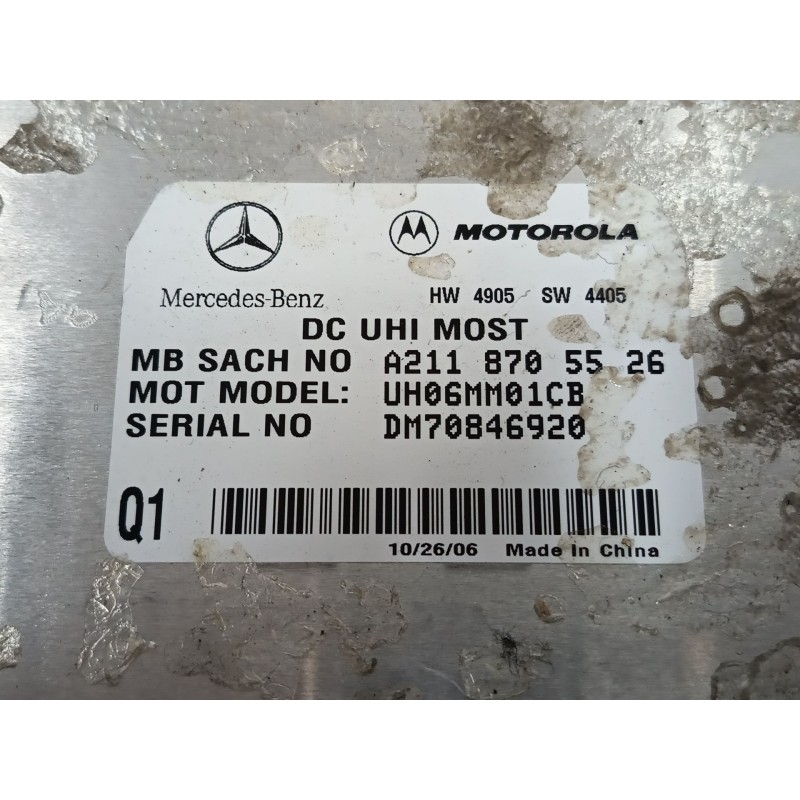 MOTOROLA
Mercedes-Benz HW 4905 SW 4405
DC UHI MOST
MB SACH NO A211 870 55 26
MOT MODEL: UH06MM01CB
SERIAL NO DM70846920
Q1
10/26/06 Made In China